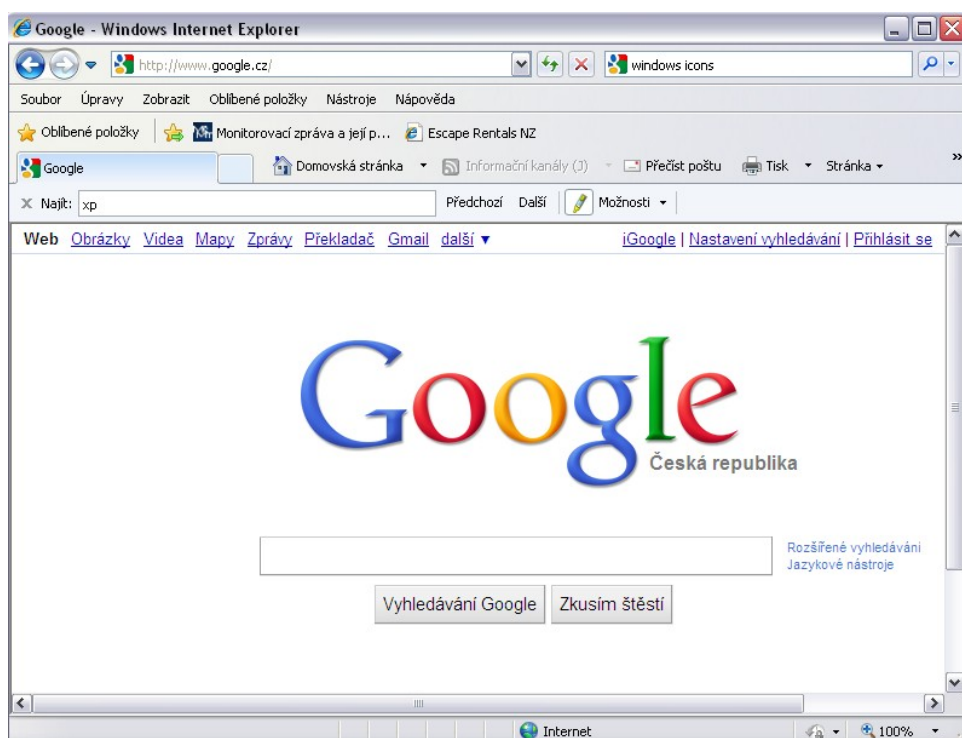 Google - Windows Internet Explorer
http://www.google.cz/ windows icons
Soubor Úpravy Zobrazit Oblíbené položky Nástroje Nápověda
Oblíbené položky Monitorovací zpráva a její p... Escape Rentals NZ
Google Domovská stránka Informační kanály (J) Přečíst poštu Tisk Stránka »
x Najít: xp Předchozí Další Možnosti
Web Obrázky Videa Mapy Zprávy Překladač Gmail další ▼ iGoogle | Nastavení vyhledávání | Přihlásit se
Google
Česká republika
Rozšířené vyhledávání
Jazykové nástroje
Vyhledávání Google Zkusím štěstí
Internet 100%